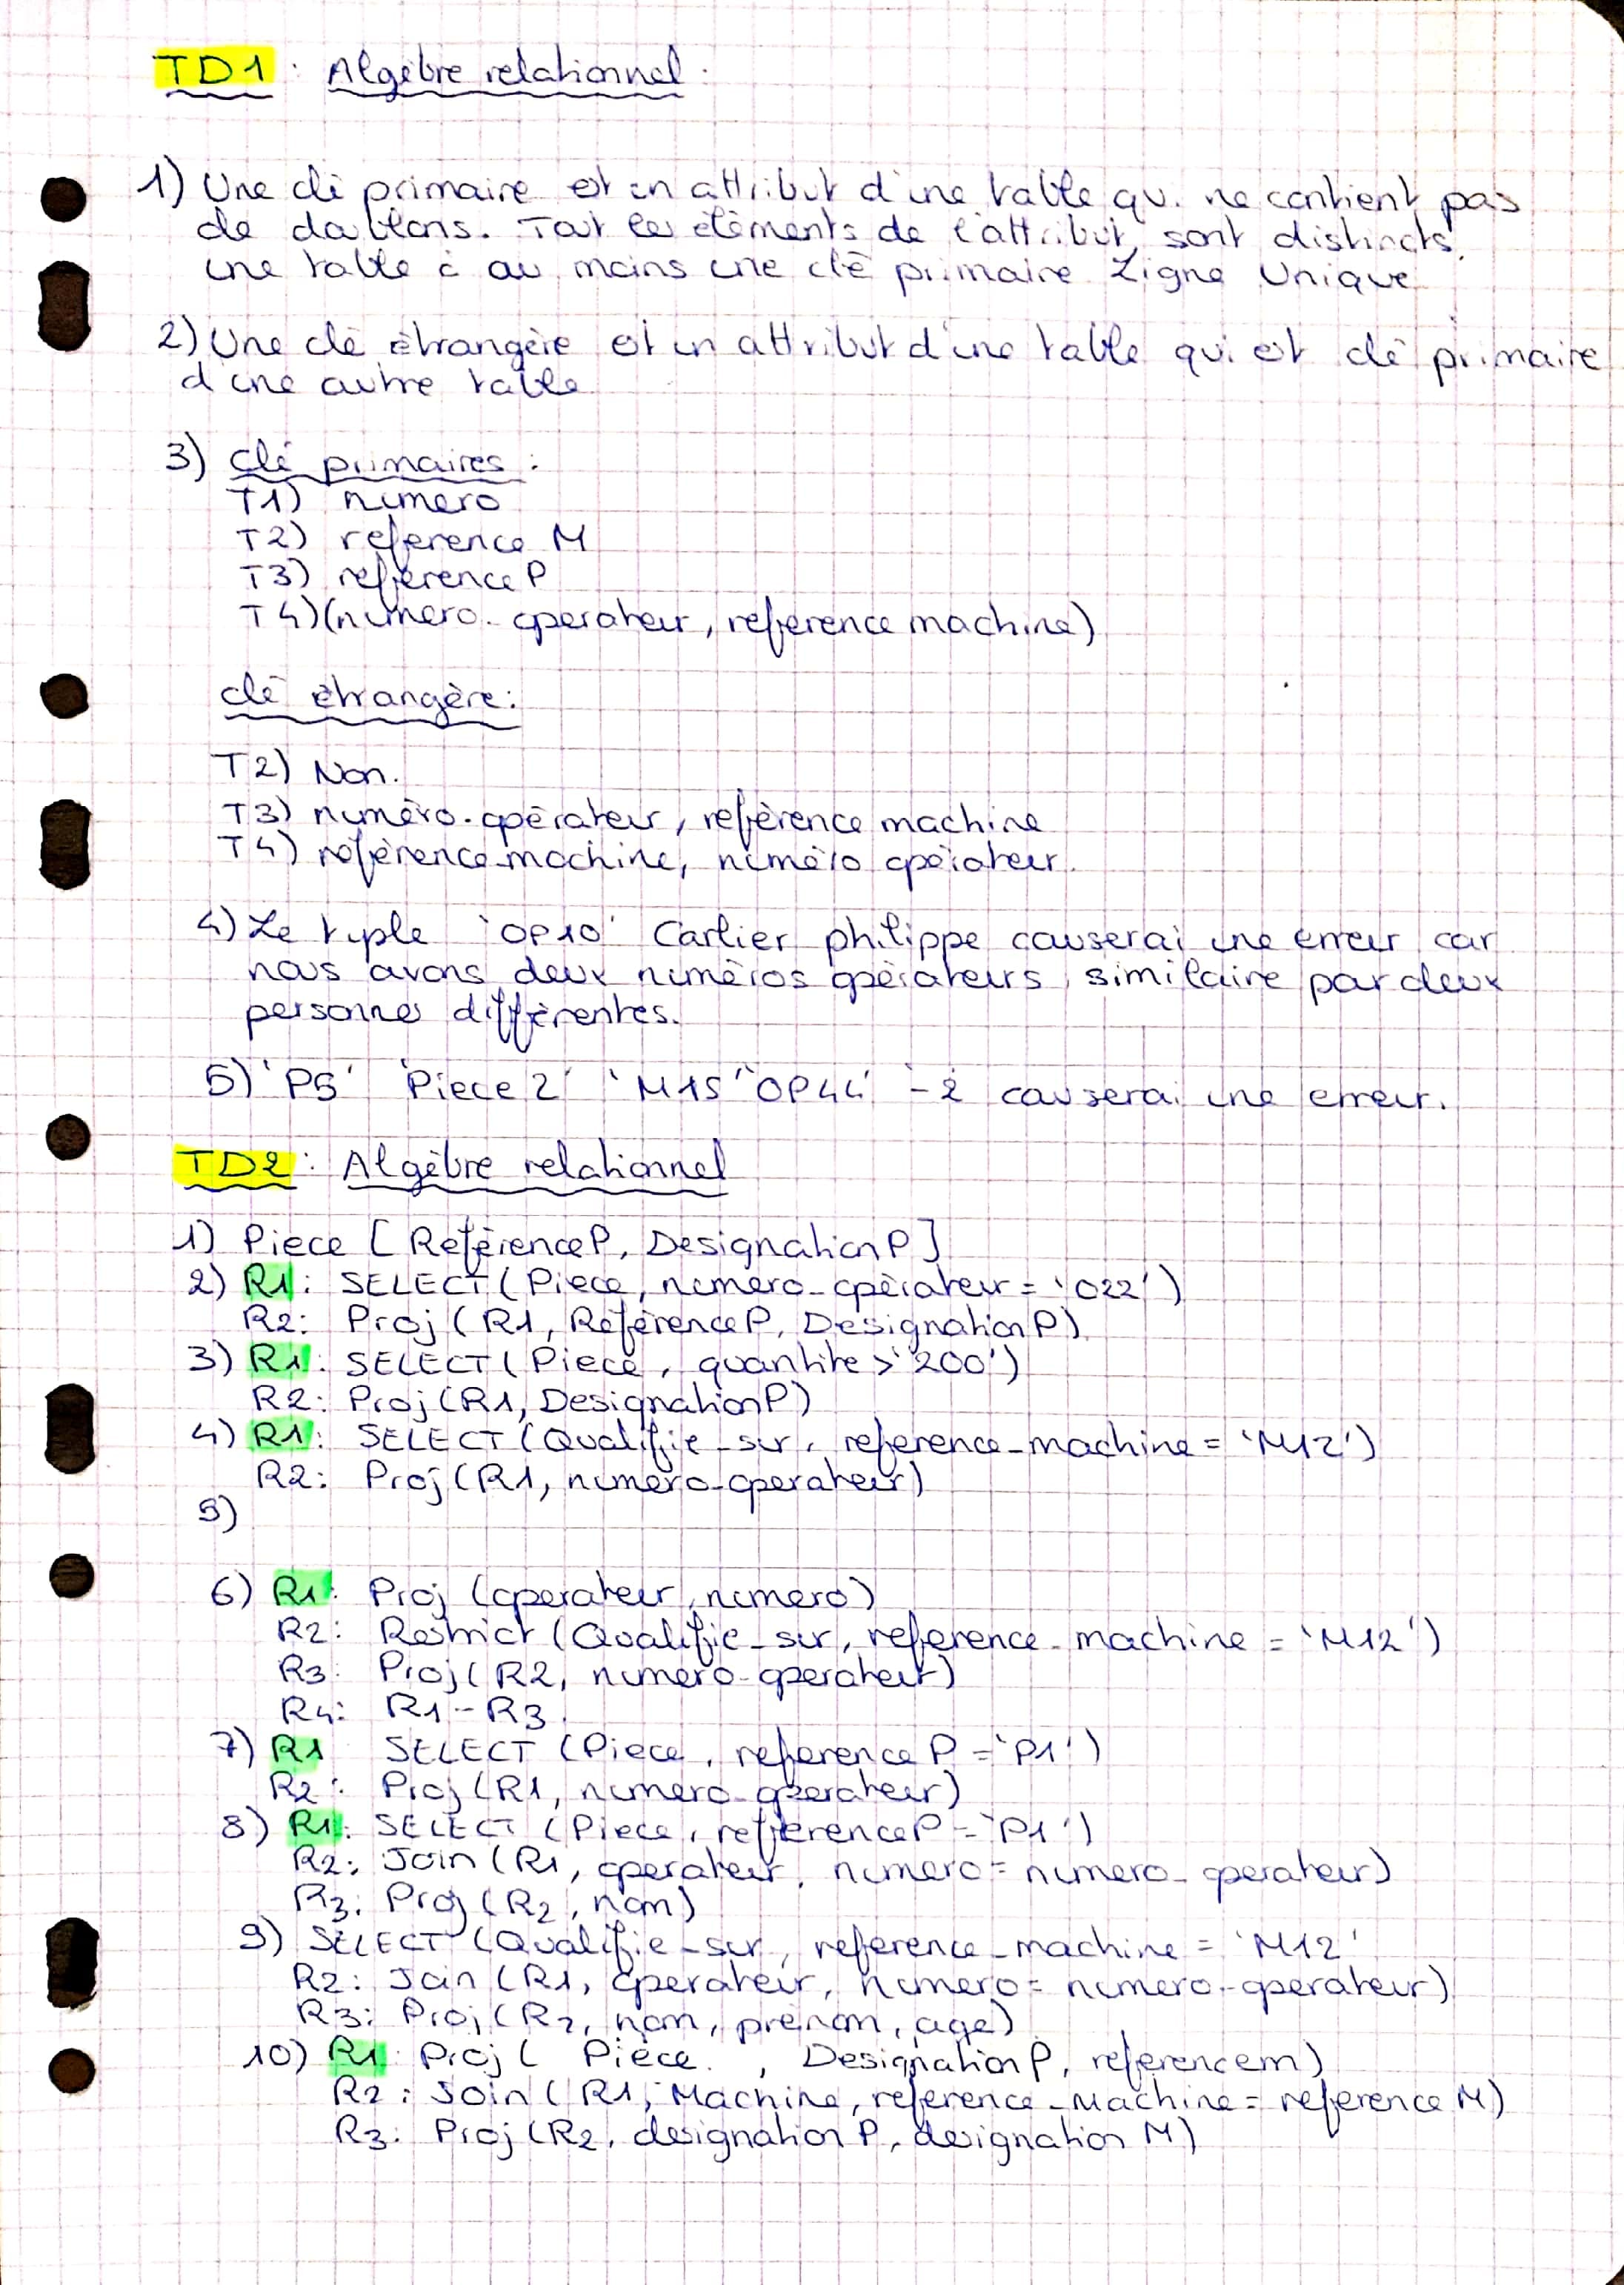 TD1 : Algèbre relationnel.
1) Une clé primaire est un attribut d'une table qui ne contient pas
de doublons. Tout les élèments de l'attribut, sont distincts.
une table à au moins une clé primaire Ligne Unique
2) Une clé étrangère est un attribut d'une table qui est clé primaire
d'une autre table
3) clé primaires :
T1) numero
T2) reference M
T3) reference P
T4) (numero-operateur, reference machine)
clé étrangère:
T2) Non.
T3) numéro-opérateur, refèrence machine
T4) référence-machine, numéro opérateur.
4) Le tuple 'OP10' Carlier philippe causerai une erreur car
nous avons deux numéros opérateurs similaire par deux
personnes diffèrentes.
5) 'P5' 'Piece 2' 'M15' 'OP44' -2 causerai une erreur.
TD2 : Algèbre relationnel
1) Piece [RéférenceP, DesignationP]
2) R1: SELECT (Piece, numero-opérateur = '022')
R2: Proj (R1, RéférenceP, DesignationP)
3) R1: SELECT (Piece, quantite > '200')
R2: Proj (R1, DesignationP)
4) R1: SELECT (Qualifie-sur, reference-machine = 'M12')
R2: Proj (R1, numero-operateur)
5)
6) R1: Proj (operateur, numero)
R2: Restrict (Qualifie-sur, reference-machine = 'M12')
R3: Proj (R2, numero-operateur)
R4: R1 - R3
7) R1 SELECT (Piece, reference P = 'P1')
R2: Proj (R1, numero-operateur)
8) R1: SELECT (Piece, referenceP = 'P1')
R2: Join (R1, operateur, numero = numero-operateur)
R3: Proj (R2, nom)
9) SELECT (Qualifie-sur, reference-machine = 'M12'
R2: Join (R1, operateur, numero = numero-operateur)
R3: Proj (R2, nom, prénom, age)
10) R1: Proj ( Pièce , DesignationP, referencem)
R2: Join (R1, Machine, reference-Machine = reference M)
R3: Proj (R2, designation P, designation M)